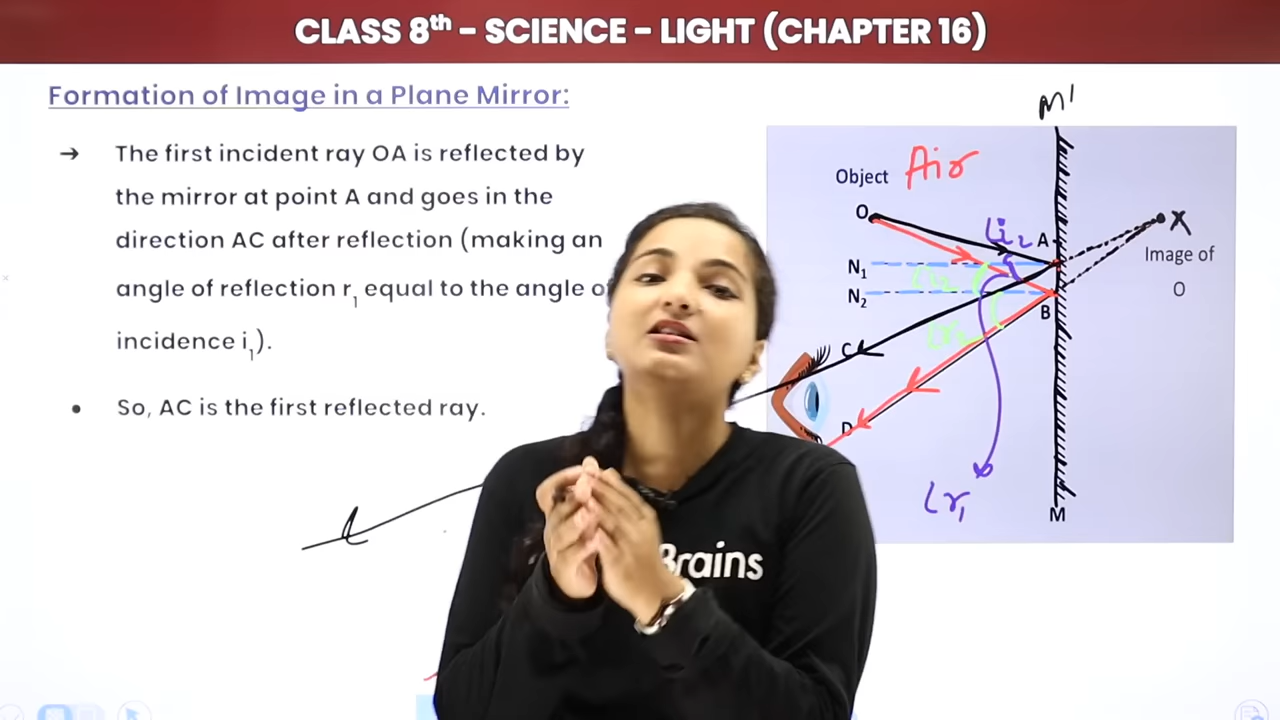 CLASS 8th - SCIENCE - LIGHT (CHAPTER 16)
Formation of Image in a Plane Mirror:
→ The first incident ray OA is reflected by
the mirror at point A and goes in the
direction AC after reflection (making an
angle of reflection r1 equal to the angle o
incidence i1).
• So, AC is the first reflected ray.
M'
Object Air
O
A
X
Image of
O
N1
N2
B
C
D
∠r1
M
Brains